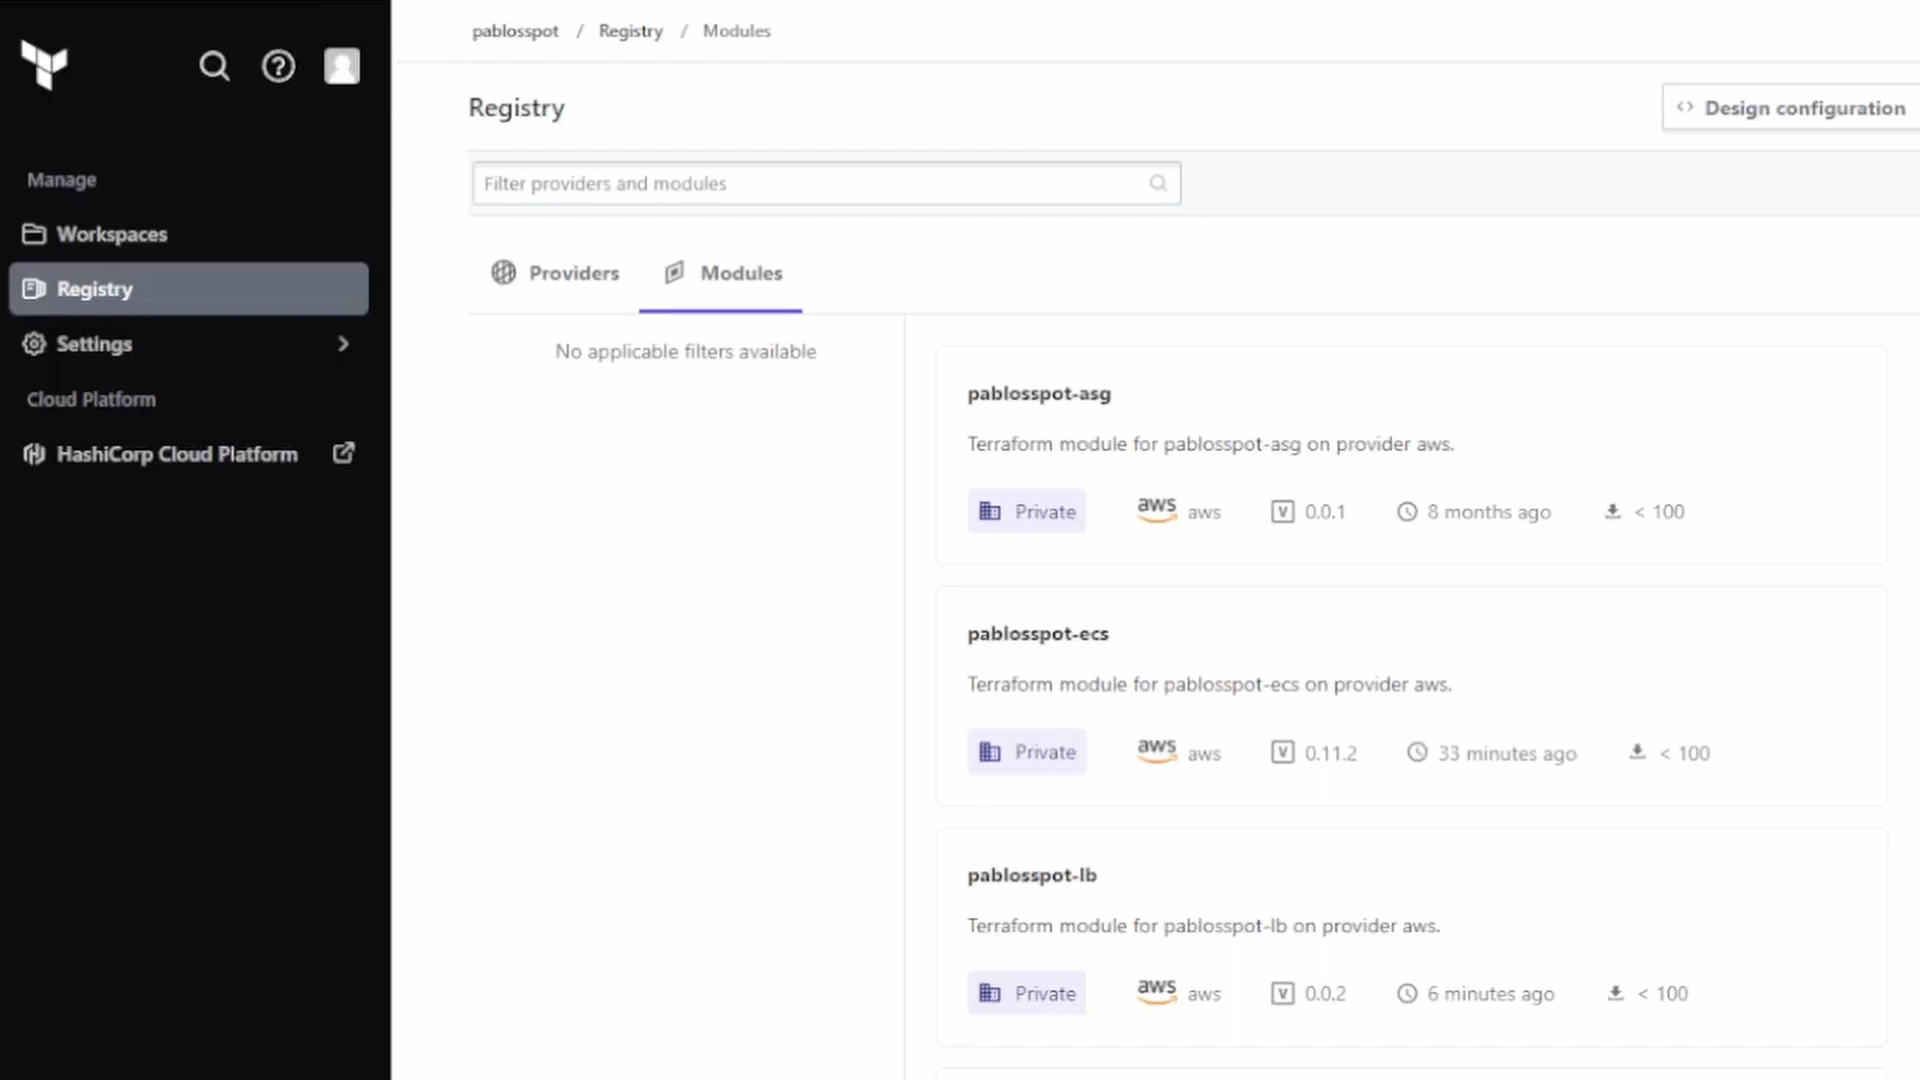 pablosspot / Registry / Modules
Registry
<> Design configuration
Filter providers and modules
Manage
Workspaces
Registry
Settings
Cloud Platform
HashiCorp Cloud Platform
Providers
Modules
No applicable filters available
pablosspot-asg
Terraform module for pablosspot-asg on provider aws.
Private aws aws V 0.0.1 8 months ago < 100
pablosspot-ecs
Terraform module for pablosspot-ecs on provider aws.
Private aws aws V 0.11.2 33 minutes ago < 100
pablosspot-lb
Terraform module for pablosspot-lb on provider aws.
Private aws aws V 0.0.2 6 minutes ago < 100